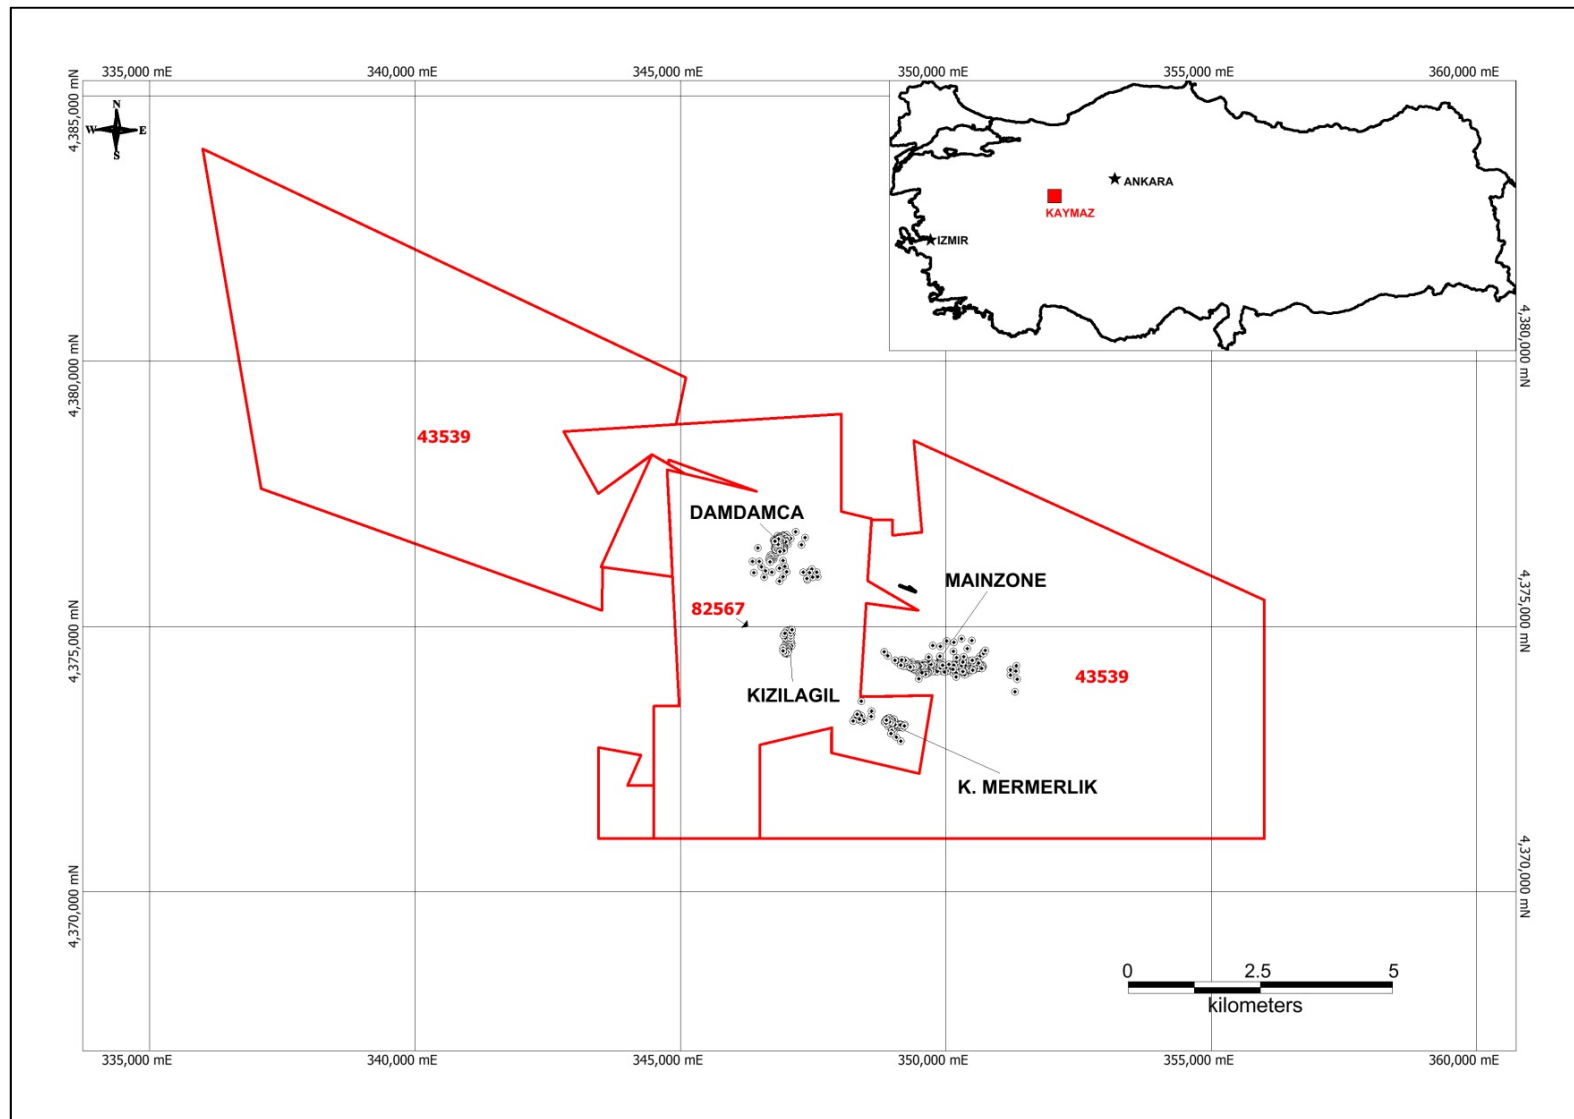 335,000 mE
340,000 mE
345,000 mE
350,000 mE
355,000 mE
360,000 mE
4,385,000 mN
N
W
E
S
ANKARA
KAYMAZ
IZMIR
4,380,000 mN
4,380,000 mN
43539
DAMDAMCA
MAINZONE
82567
4,375,000 mN
4,375,000 mN
43539
KIZILAGIL
K. MERMERLIK
4,370,000 mN
4,370,000 mN
0
2.5
5
kilometers
335,000 mE
340,000 mE
345,000 mE
350,000 mE
355,000 mE
360,000 mE